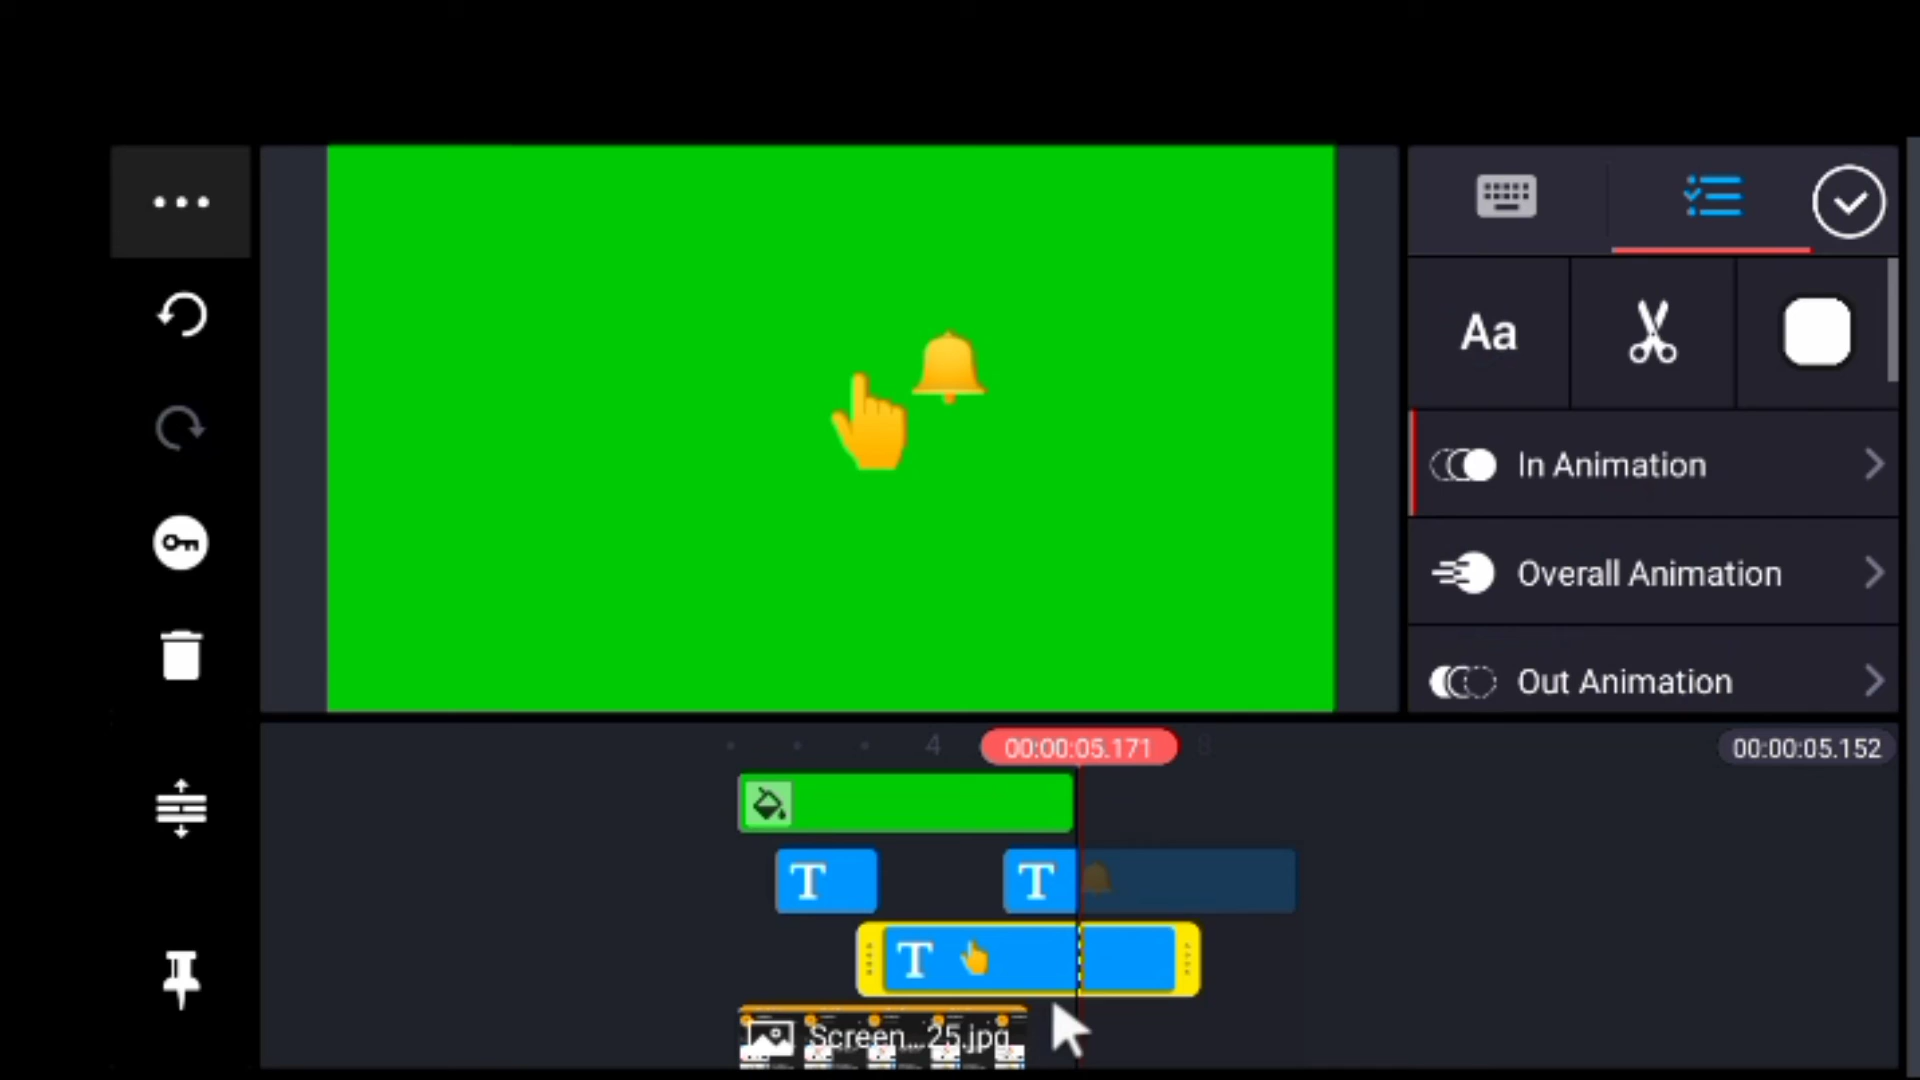 Aa
In Animation
Overall Animation
Out Animation
4
00:00:05.171
8
00:00:05.152
T
T
T
Screen...25.jpg